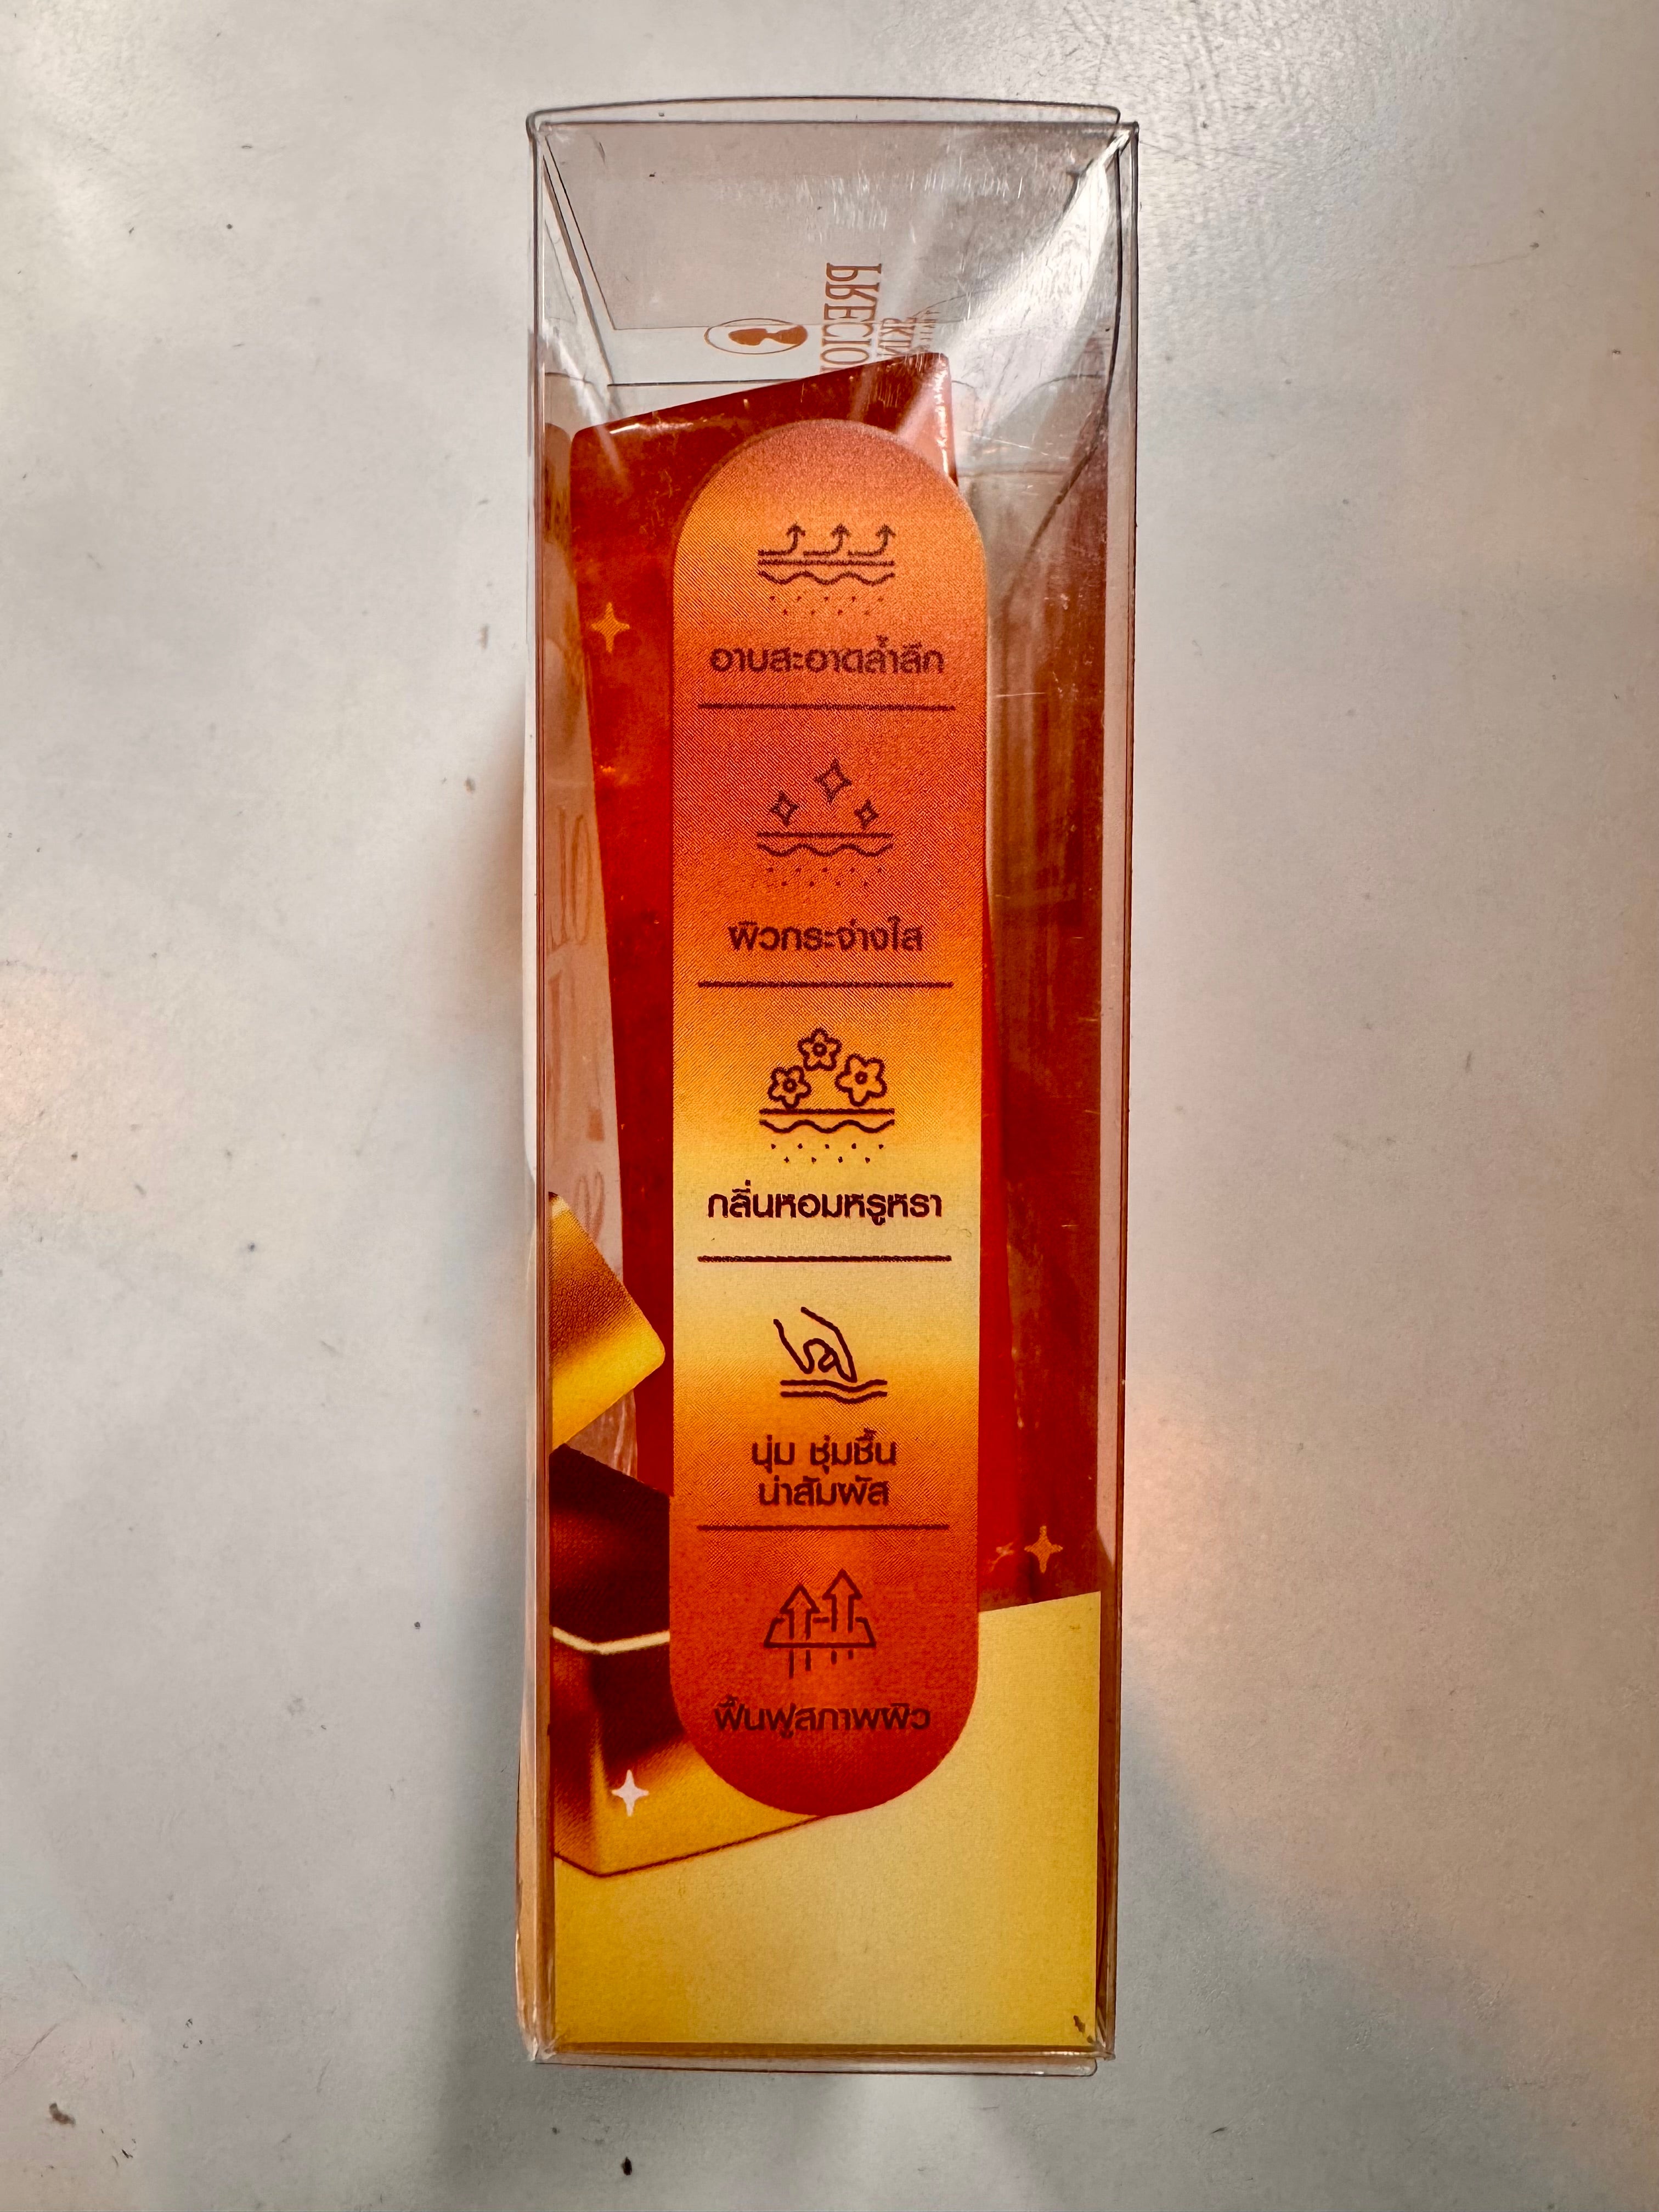 อาบสะอาดล้ำลึก
ผิวกระจ่างใส
กลิ่นหอมหรูหรา
นุ่ม ชุ่มชื้น
น่าสัมผัส
ฟื้นฟูสภาพผิว